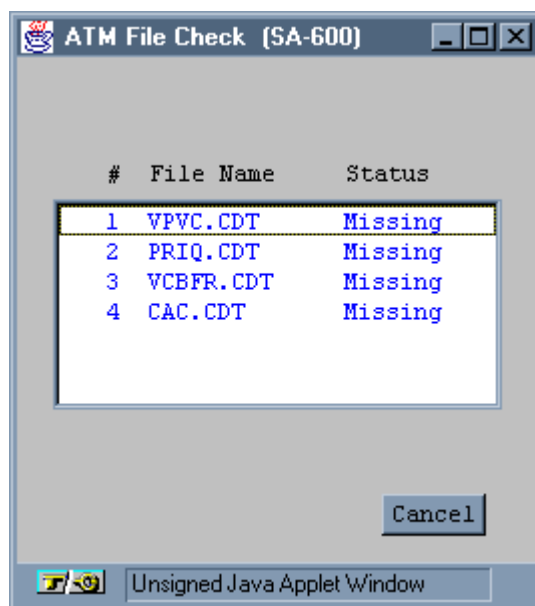 ATM File Check (SA-600)
# File Name Status
1 VPVC.CDT Missing
2 PRIQ.CDT Missing
3 VCBFR.CDT Missing
4 CAC.CDT Missing
Cancel
Unsigned Java Applet Window